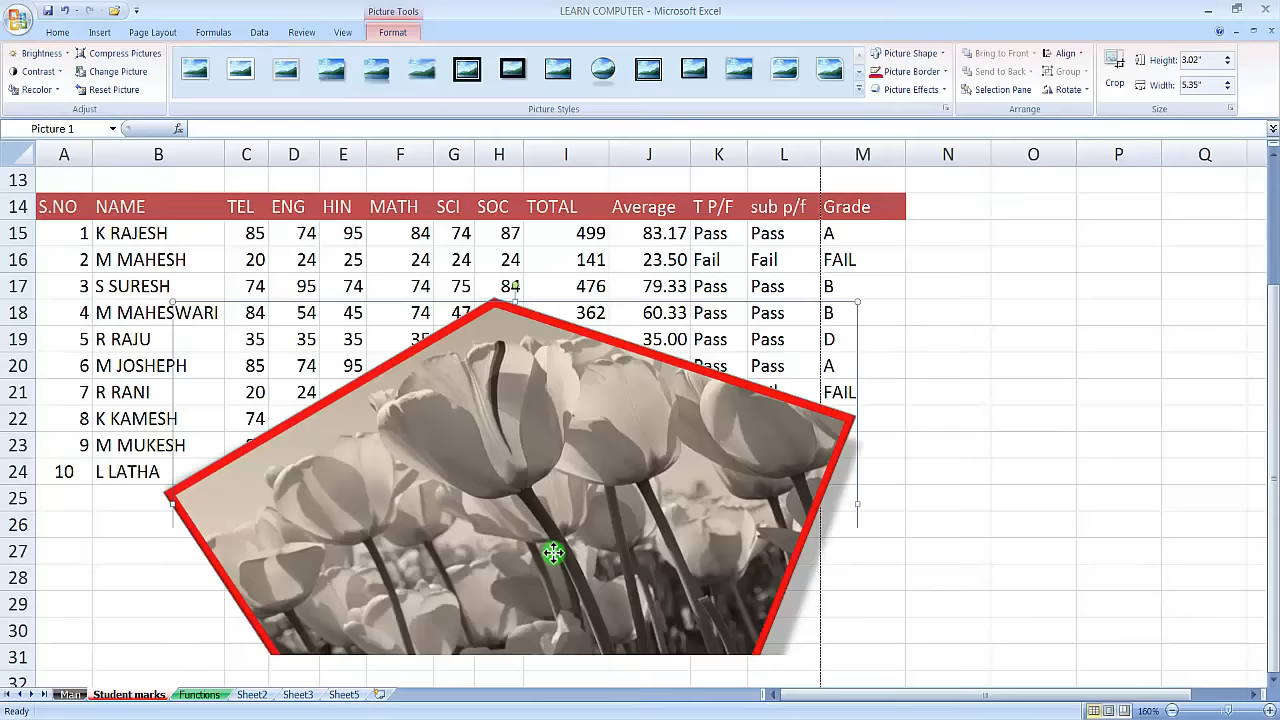 LEARN COMPUTER - Microsoft Excel
Picture Tools
Home Insert Page Layout Formulas Data Review View Format
Brightness Compress Pictures
Contrast Change Picture
Recolor Reset Picture
Adjust
Picture Styles
Picture Shape
Picture Border
Picture Effects
Bring to Front Align
Send to Back Group
Selection Pane Rotate
Arrange
Crop
Height: 3.02"
Width: 5.35"
Size
Picture 1 fx
A B C D E F G H I J K L M N O P Q
13
14 S.NO NAME TEL ENG HIN MATH SCI SOC TOTAL Average T P/F sub p/f Grade
15 1 K RAJESH 85 74 95 84 74 87 499 83.17 Pass Pass A
16 2 M MAHESH 20 24 25 24 24 24 141 23.50 Fail Fail FAIL
17 3 S SURESH 74 95 74 74 75 84 476 79.33 Pass Pass B
18 4 M MAHESWARI 84 54 45 74 47 362 60.33 Pass Pass B
19 5 R RAJU 35 35 35 35 35.00 Pass Pass D
20 6 M JOSHEPH 85 74 95 Pass Pass A
21 7 R RANI 20 24 FAIL
22 8 K KAMESH 74
23 9 M MUKESH
24 10 L LATHA
25
26
27
28
29
30
31
32
Main Student marks Functions Sheet2 Sheet3 Sheet5
Ready 160%